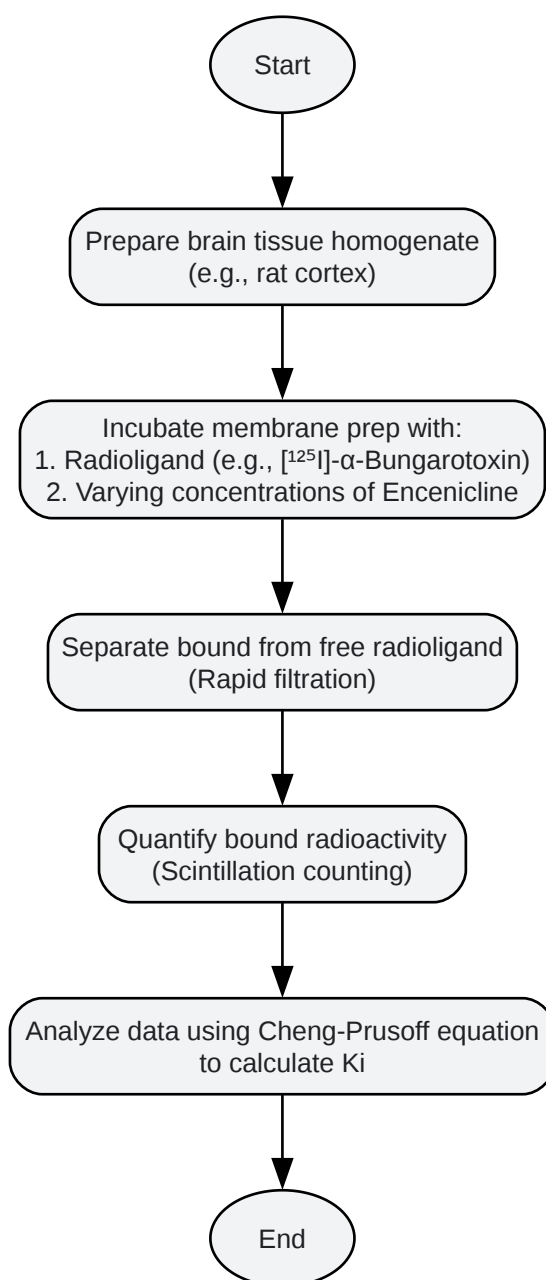 Start
Prepare brain tissue homogenate
(e.g., rat cortex)
Incubate membrane prep with:
1. Radioligand (e.g., [¹²⁵I]-α-Bungarotoxin)
2. Varying concentrations of Encenicline
Separate bound from free radioligand
(Rapid filtration)
Quantify bound radioactivity
(Scintillation counting)
Analyze data using Cheng-Prusoff equation
to calculate Ki
End